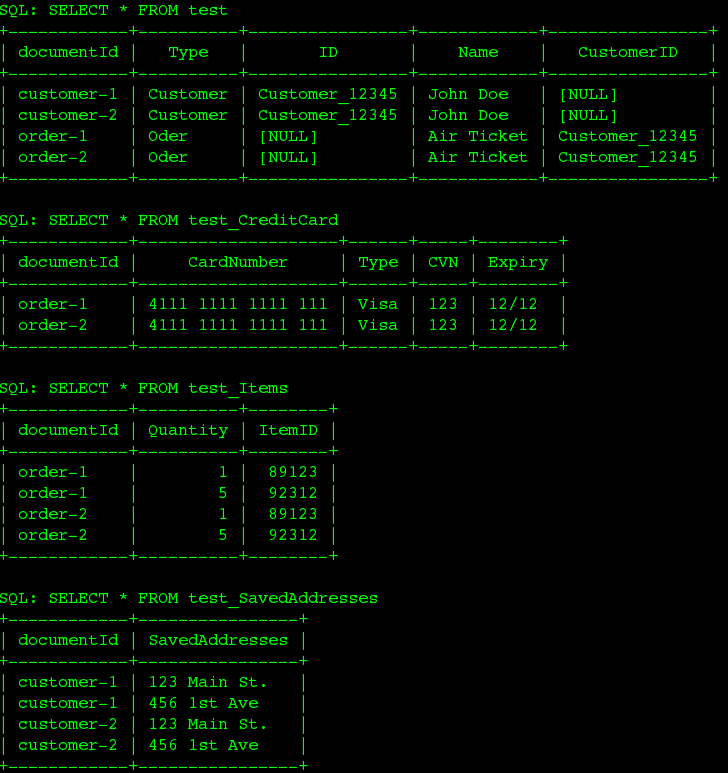 SQL: SELECT * FROM test
+------------+----------+----------------+------------+----------------+
| documentId |   Type   |       ID       |    Name    |   CustomerID   |
+------------+----------+----------------+------------+----------------+
| customer-1 | Customer | Customer_12345 | John Doe   | [NULL]         |
| customer-2 | Customer | Customer_12345 | John Doe   | [NULL]         |
| order-1    | Oder     | [NULL]         | Air Ticket | Customer_12345 |
| order-2    | Oder     | [NULL]         | Air Ticket | Customer_12345 |
+------------+----------+----------------+------------+----------------+
SQL: SELECT * FROM test_CreditCard
+------------+--------------------+------+-----+--------+
| documentId |     CardNumber     | Type | CVN | Expiry |
+------------+--------------------+------+-----+--------+
| order-1    | 4111 1111 1111 111 | Visa | 123 | 12/12  |
| order-2    | 4111 1111 1111 111 | Visa | 123 | 12/12  |
+------------+--------------------+------+-----+--------+
SQL: SELECT * FROM test_Items
+------------+----------+--------+
| documentId | Quantity | ItemID |
+------------+----------+--------+
| order-1    |        1 |  89123 |
| order-1    |        5 |  92312 |
| order-2    |        1 |  89123 |
| order-2    |        5 |  92312 |
+------------+----------+--------+
SQL: SELECT * FROM test_SavedAddresses
+------------+----------------+
| documentId | SavedAddresses |
+------------+----------------+
| customer-1 | 123 Main St.   |
| customer-1 | 456 1st Ave    |
| customer-2 | 123 Main St.   |
| customer-2 | 456 1st Ave    |
+------------+----------------+